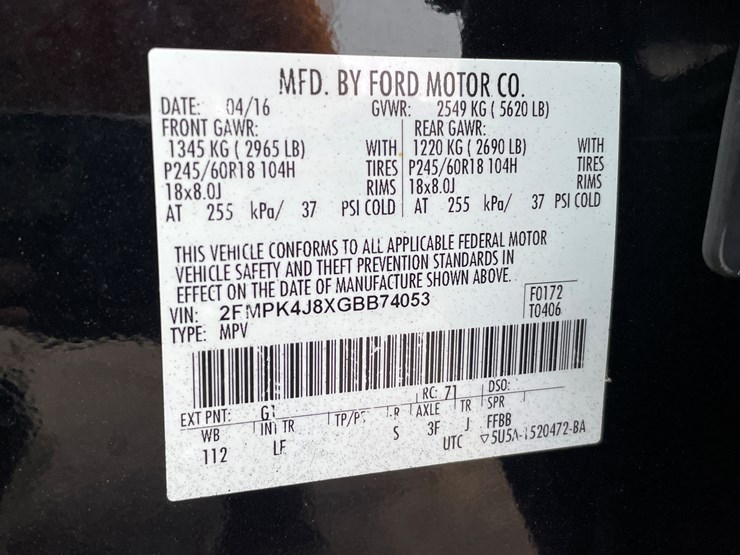 MFD. BY FORD MOTOR CO.
DATE: 04/16 GVWR: 2549 KG ( 5620 LB)
FRONT GAWR: REAR GAWR:
1345 KG ( 2965 LB) WITH 1220 KG ( 2690 LB) WITH
P245/60R18 104H TIRES P245/60R18 104H TIRES
18x8.0J RIMS 18x8.0J RIMS
AT 255 kPa/ 37 PSI COLD AT 255 kPa/ 37 PSI COLD
THIS VEHICLE CONFORMS TO ALL APPLICABLE FEDERAL MOTOR
VEHICLE SAFETY AND THEFT PREVENTION STANDARDS IN
EFFECT ON THE DATE OF MANUFACTURE SHOWN ABOVE.
VIN: 2FMPK4J8XGBB74053 F0172
TYPE: MPV T0406
EXT PNT: G1 RC: 71 DSO:
WB INT TR TP/PS R AXLE TR SPR
112 LF S 3F J FFBB
UTC ▽5U5A-1520472-BA